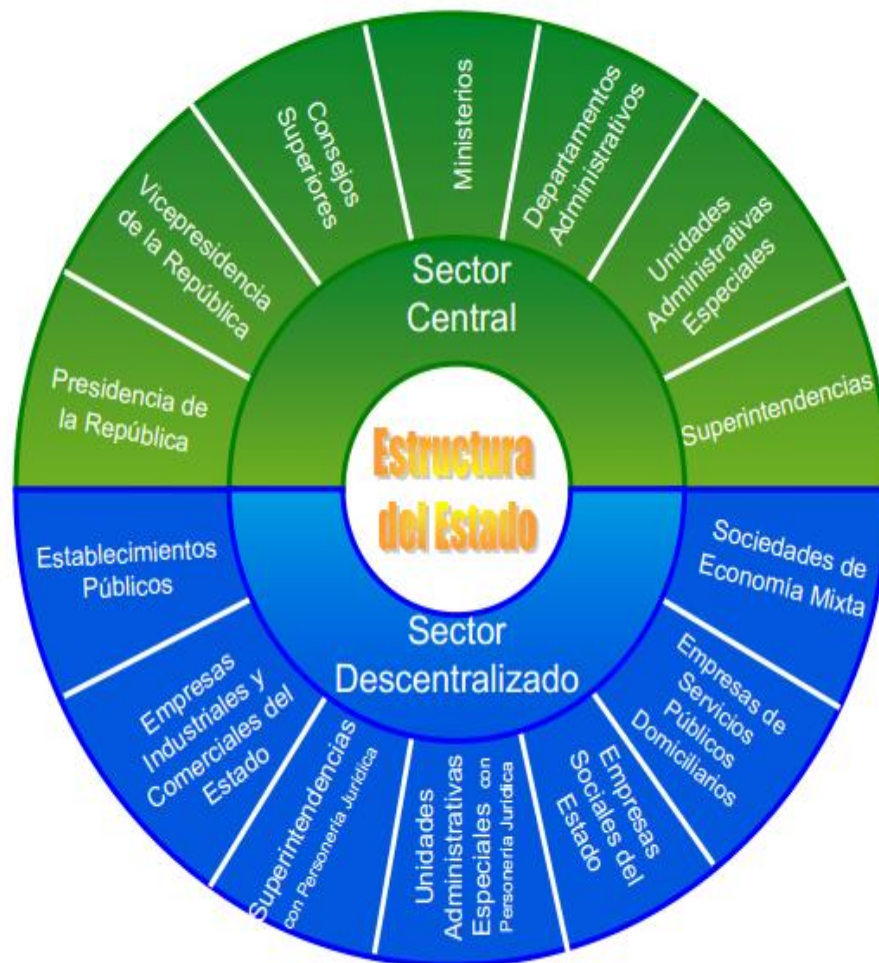 Presidencia de
la República
Vicepresidencia
de la República
Consejos
Superiores
Ministerios
Departamentos
Administrativos
Unidades
Administrativas
Especiales
Superintendencias
Sector
Central
Estructura
del Estado
Sector
Descentralizado
Establecimientos
Públicos
Empresas
Industriales y
Comerciales del
Estado
Superintendencias
con Personería Jurídica
Unidades
Administrativas
Especiales con
Personería Jurídica
Empresas
Sociales del
Estado
Empresas de
Servicios
Públicos
Domiciliarios
Sociedades de
Economía Mixta